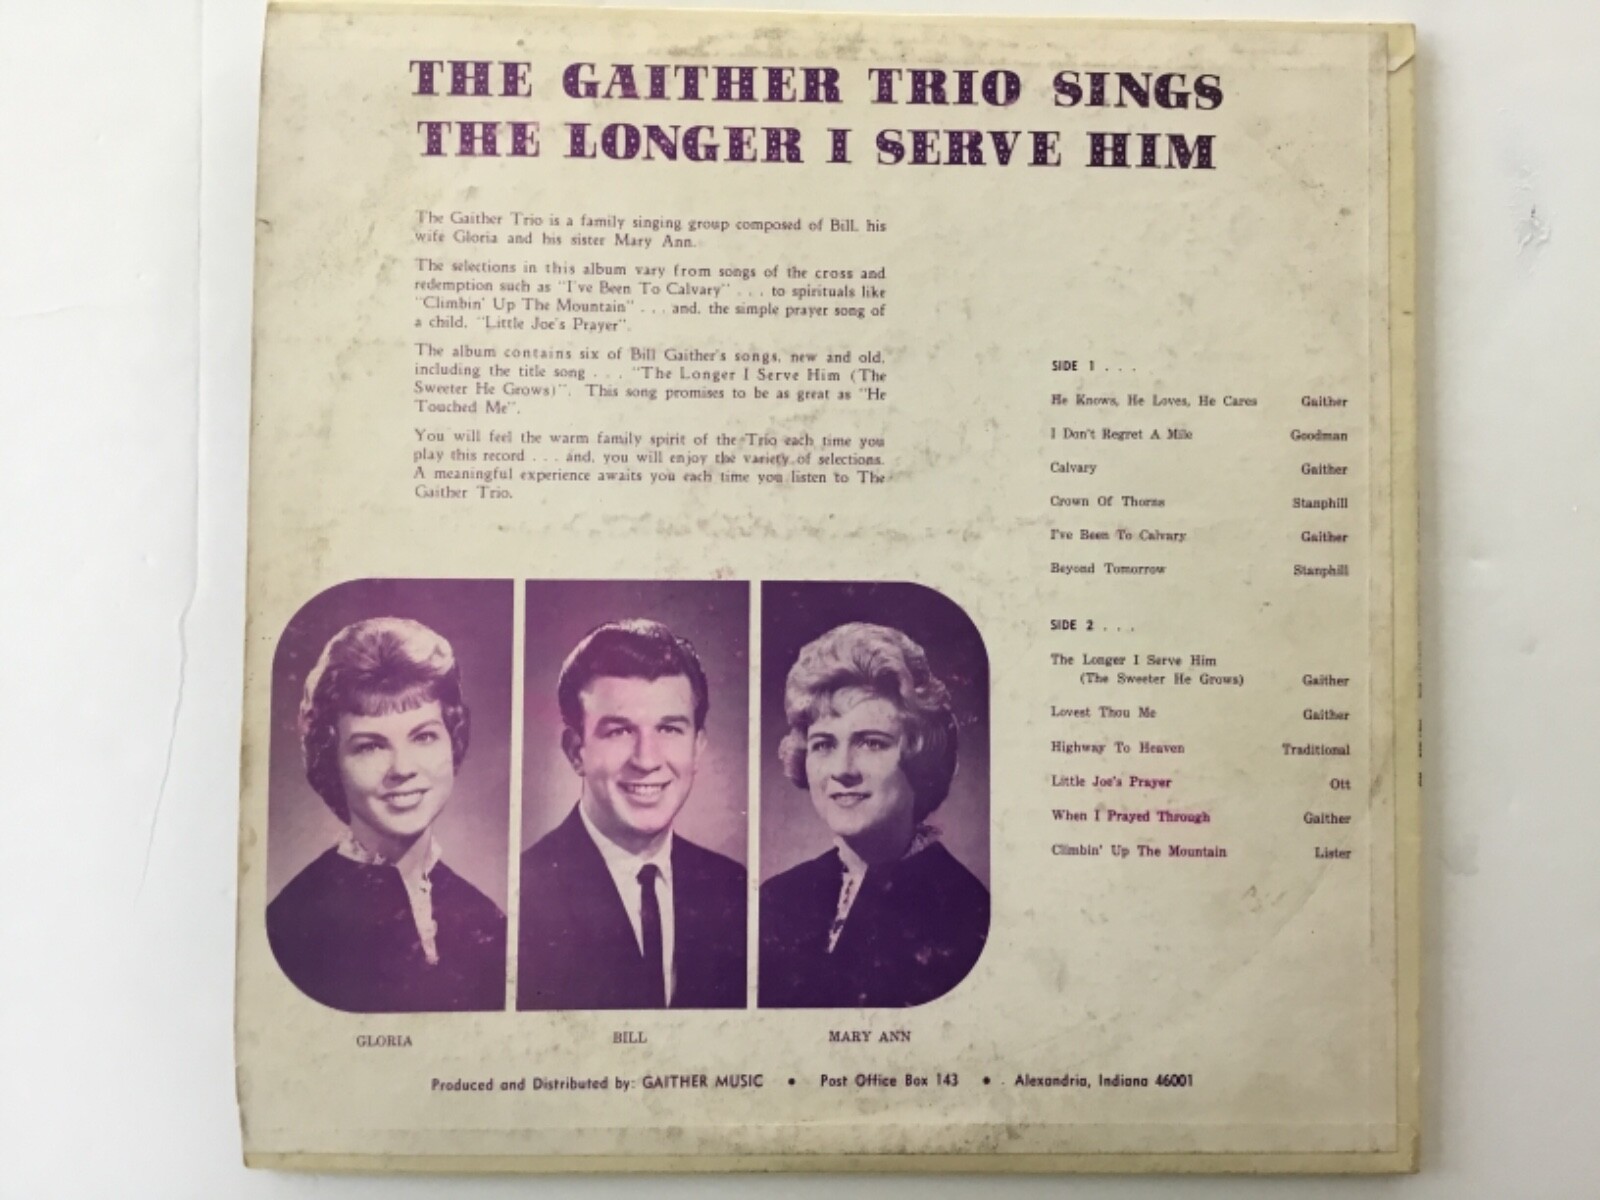 THE GAITHER TRIO SINGS
THE LONGER I SERVE HIM
The Gaither Trio is a family singing group composed of Bill, his
wife Gloria and his sister Mary Ann.
The selections in this album vary from songs of the cross and
redemption such as "I've Been To Calvary" . . . to spirituals like
"Climbin' Up The Mountain" . . . and, the simple prayer song of
a child, "Little Joe's Prayer".
The album contains six of Bill Gaither's songs, new and old,
including the title song . . . "The Longer I Serve Him (The
Sweeter He Grows)". This song promises to be as great as "He
Touched Me".
You will feel the warm family spirit of the Trio each time you
play this record . . . and, you will enjoy the variety of selections.
A meaningful experience awaits you each time you listen to The
Gaither Trio.
SIDE 1 . . .
He Knows, He Loves, He Cares Gaither
I Don't Regret A Mile Goodman
Calvary Gaither
Crown Of Thorns Stanphill
I've Been To Calvary Gaither
Beyond Tomorrow Stanphill
SIDE 2 . . .
The Longer I Serve Him
(The Sweeter He Grows) Gaither
Lovest Thou Me Gaither
Highway To Heaven Traditional
Little Joe's Prayer Ott
When I Prayed Through Gaither
Climbin' Up The Mountain Lister
GLORIA BILL MARY ANN
Produced and Distributed by: GAITHER MUSIC • Post Office Box 143 • Alexandria, Indiana 46001